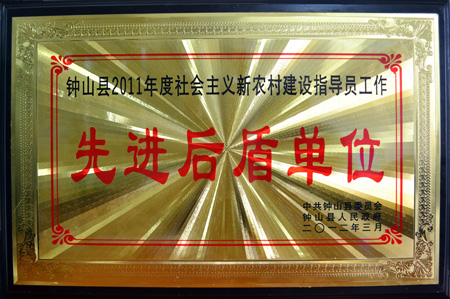 钟山县2011年度社会主义新农村建设指导员工作
先进后盾单位
中共钟山县委员会
钟山县人民政府
二〇一二年三月